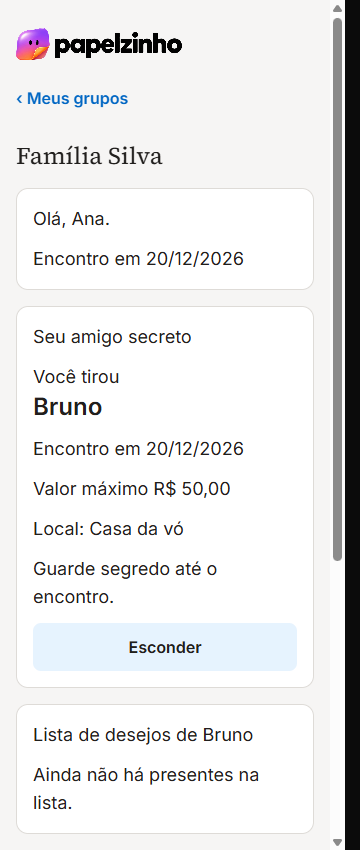 papelzinho
‹ Meus grupos
Família Silva
Olá, Ana.
Encontro em 20/12/2026
Seu amigo secreto
Você tirou
Bruno
Encontro em 20/12/2026
Valor máximo R$ 50,00
Local: Casa da vó
Guarde segredo até o
encontro.
Esconder
Lista de desejos de Bruno
Ainda não há presentes na
lista.